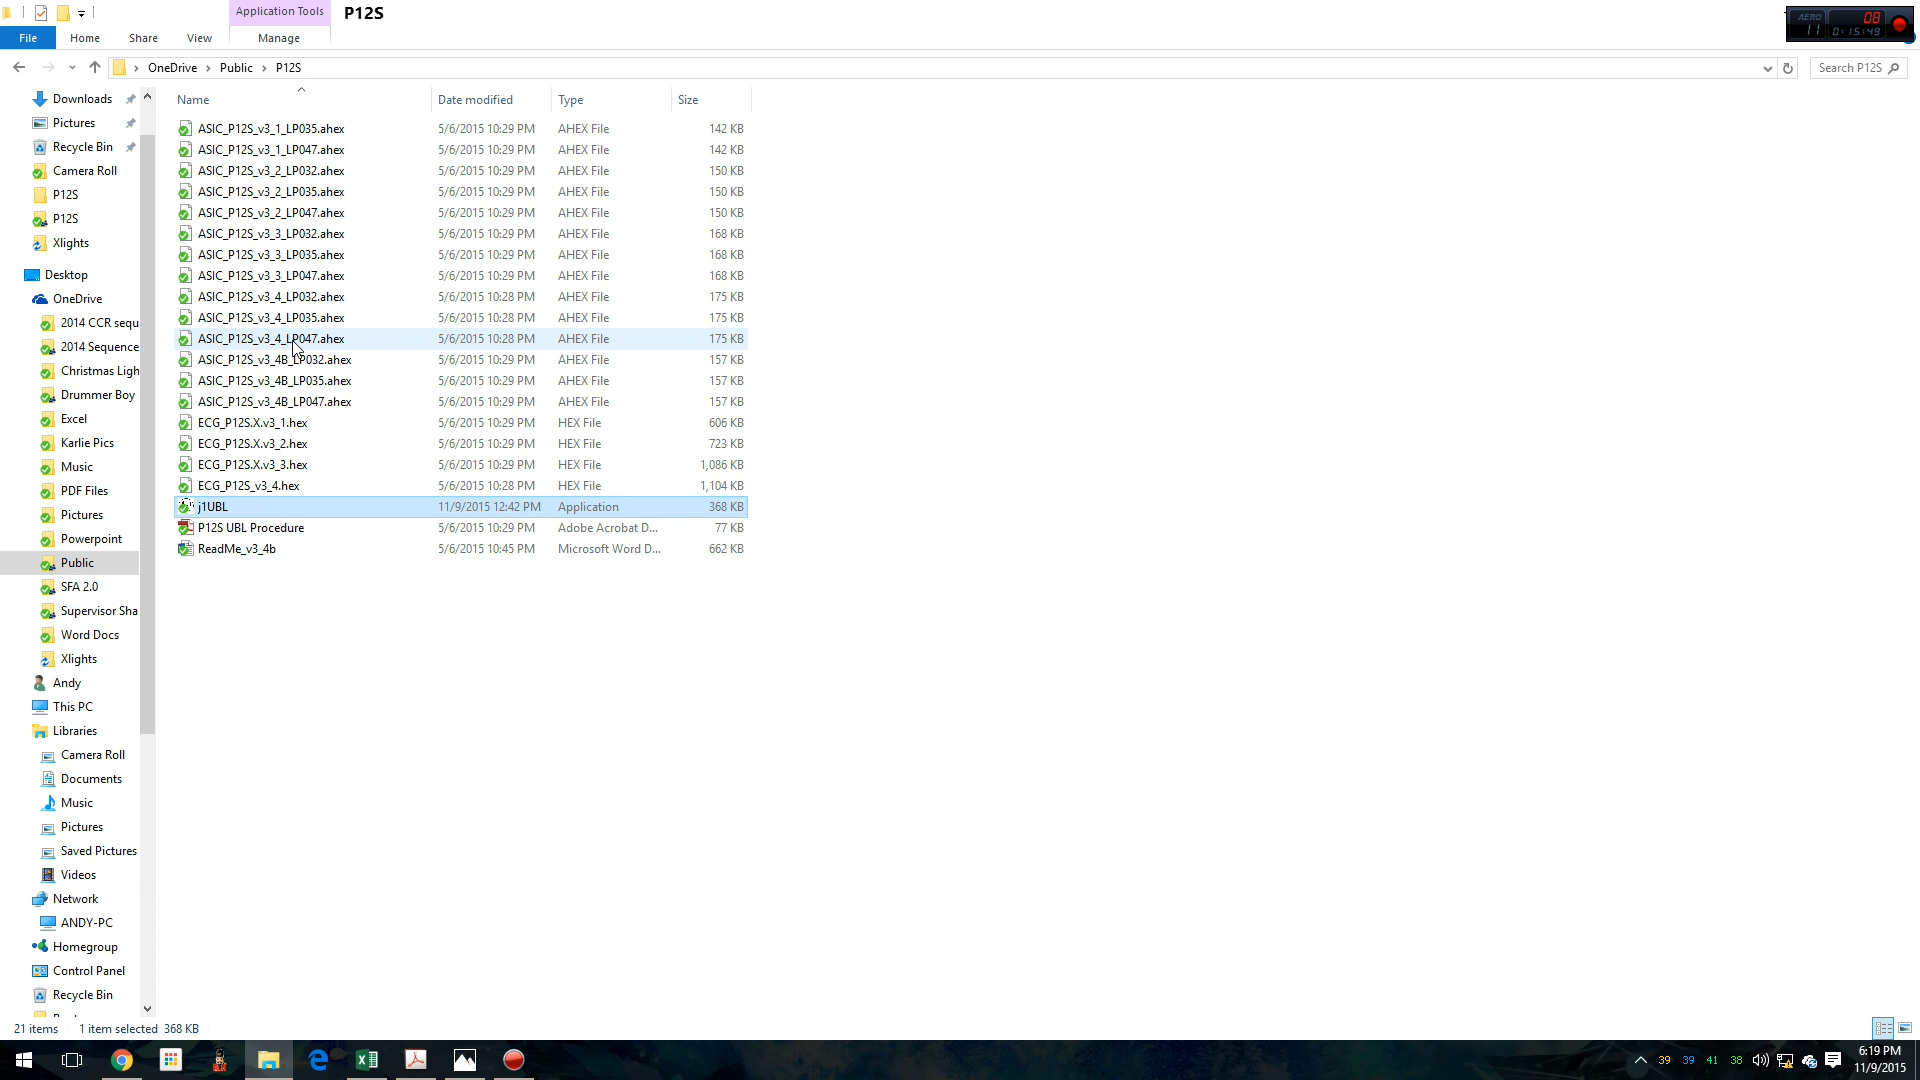 Application Tools
P12S
File
Home
Share
View
Manage
OneDrive
Public
P12S
Search P12S
AERO
11
08
0:15:49
Downloads
Pictures
Recycle Bin
Camera Roll
P12S
P12S
Xlights
Desktop
OneDrive
2014 CCR sequ
2014 Sequence
Christmas Ligh
Drummer Boy
Excel
Karlie Pics
Music
PDF Files
Pictures
Powerpoint
Public
SFA 2.0
Supervisor Sha
Word Docs
Xlights
Andy
This PC
Libraries
Camera Roll
Documents
Music
Pictures
Saved Pictures
Videos
Network
ANDY-PC
Homegroup
Control Panel
Recycle Bin
Name Date modified Type Size
ASIC_P12S_v3_1_LP035.ahex 5/6/2015 10:29 PM AHEX File 142 KB
ASIC_P12S_v3_1_LP047.ahex 5/6/2015 10:29 PM AHEX File 142 KB
ASIC_P12S_v3_2_LP032.ahex 5/6/2015 10:29 PM AHEX File 150 KB
ASIC_P12S_v3_2_LP035.ahex 5/6/2015 10:29 PM AHEX File 150 KB
ASIC_P12S_v3_2_LP047.ahex 5/6/2015 10:29 PM AHEX File 150 KB
ASIC_P12S_v3_3_LP032.ahex 5/6/2015 10:29 PM AHEX File 168 KB
ASIC_P12S_v3_3_LP035.ahex 5/6/2015 10:29 PM AHEX File 168 KB
ASIC_P12S_v3_3_LP047.ahex 5/6/2015 10:29 PM AHEX File 168 KB
ASIC_P12S_v3_4_LP032.ahex 5/6/2015 10:28 PM AHEX File 175 KB
ASIC_P12S_v3_4_LP035.ahex 5/6/2015 10:28 PM AHEX File 175 KB
ASIC_P12S_v3_4_LP047.ahex 5/6/2015 10:28 PM AHEX File 175 KB
ASIC_P12S_v3_4B_LP032.ahex 5/6/2015 10:29 PM AHEX File 157 KB
ASIC_P12S_v3_4B_LP035.ahex 5/6/2015 10:29 PM AHEX File 157 KB
ASIC_P12S_v3_4B_LP047.ahex 5/6/2015 10:29 PM AHEX File 157 KB
ECG_P12S.X.v3_1.hex 5/6/2015 10:29 PM HEX File 606 KB
ECG_P12S.X.v3_2.hex 5/6/2015 10:29 PM HEX File 723 KB
ECG_P12S.X.v3_3.hex 5/6/2015 10:29 PM HEX File 1,086 KB
ECG_P12S_v3_4.hex 5/6/2015 10:28 PM HEX File 1,104 KB
j1UBL 11/9/2015 12:42 PM Application 368 KB
P12S UBL Procedure 5/6/2015 10:29 PM Adobe Acrobat D... 77 KB
ReadMe_v3_4b 5/6/2015 10:45 PM Microsoft Word D... 662 KB
21 items 1 item selected 368 KB
39 39 41 38
6:19 PM
11/9/2015